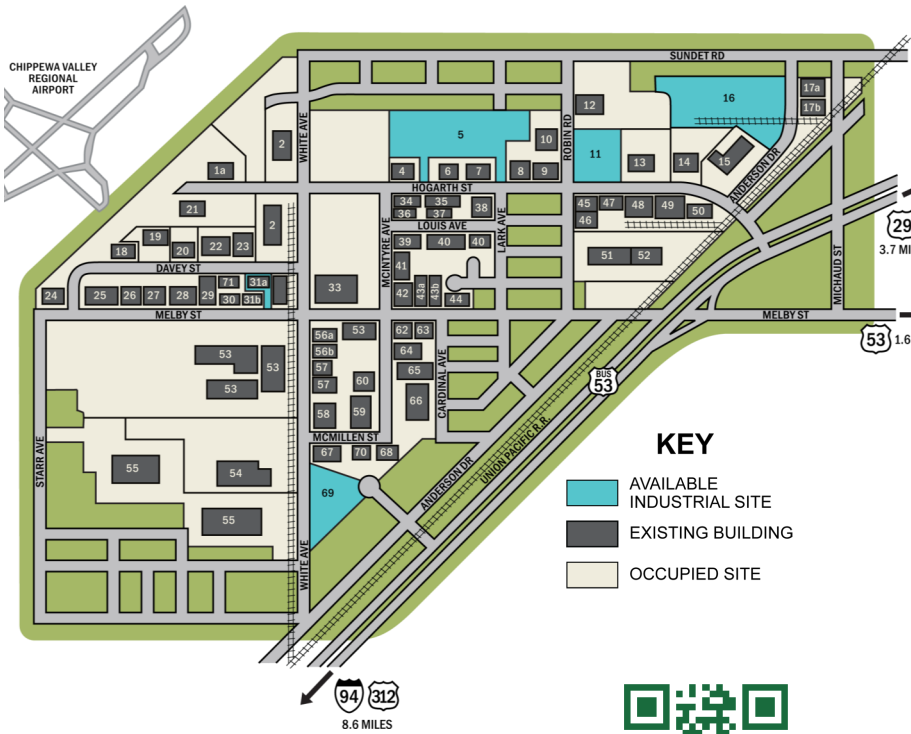 CHIPPEWA VALLEY
REGIONAL
AIRPORT
SUNDET RD
17a
17b
16
12
5
10
2
WHITE AVE
ROBIN RD
11
13
14
15
1a
4
6
7
8
9
ANDERSON DR
HOGARTH ST
21
2
34
35
36
37
38
45
46
47
48
49
50
LOUIS AVE
MCINTYRE AVE
LARK AVE
29
3.7 MI
18
19
20
22
23
39
40
40
51
52
DAVEY ST
41
MICHAUD ST
24
25
26
27
28
29
71
30
31a
31b
33
42
43a
43b
44
MELBY ST
MELBY ST
53
1.6
56a
56b
53
62
63
64
53
53
53
57
57
60
65
66
CARDINAL AVE
BUS
53
58
59
MCMILLEN ST
67
70
68
STARR AVE
55
54
55
69
WHITE AVE
ANDERSON DR
UNION PACIFIC R.R.
KEY
AVAILABLE
INDUSTRIAL SITE
EXISTING BUILDING
OCCUPIED SITE
94
312
8.6 MILES